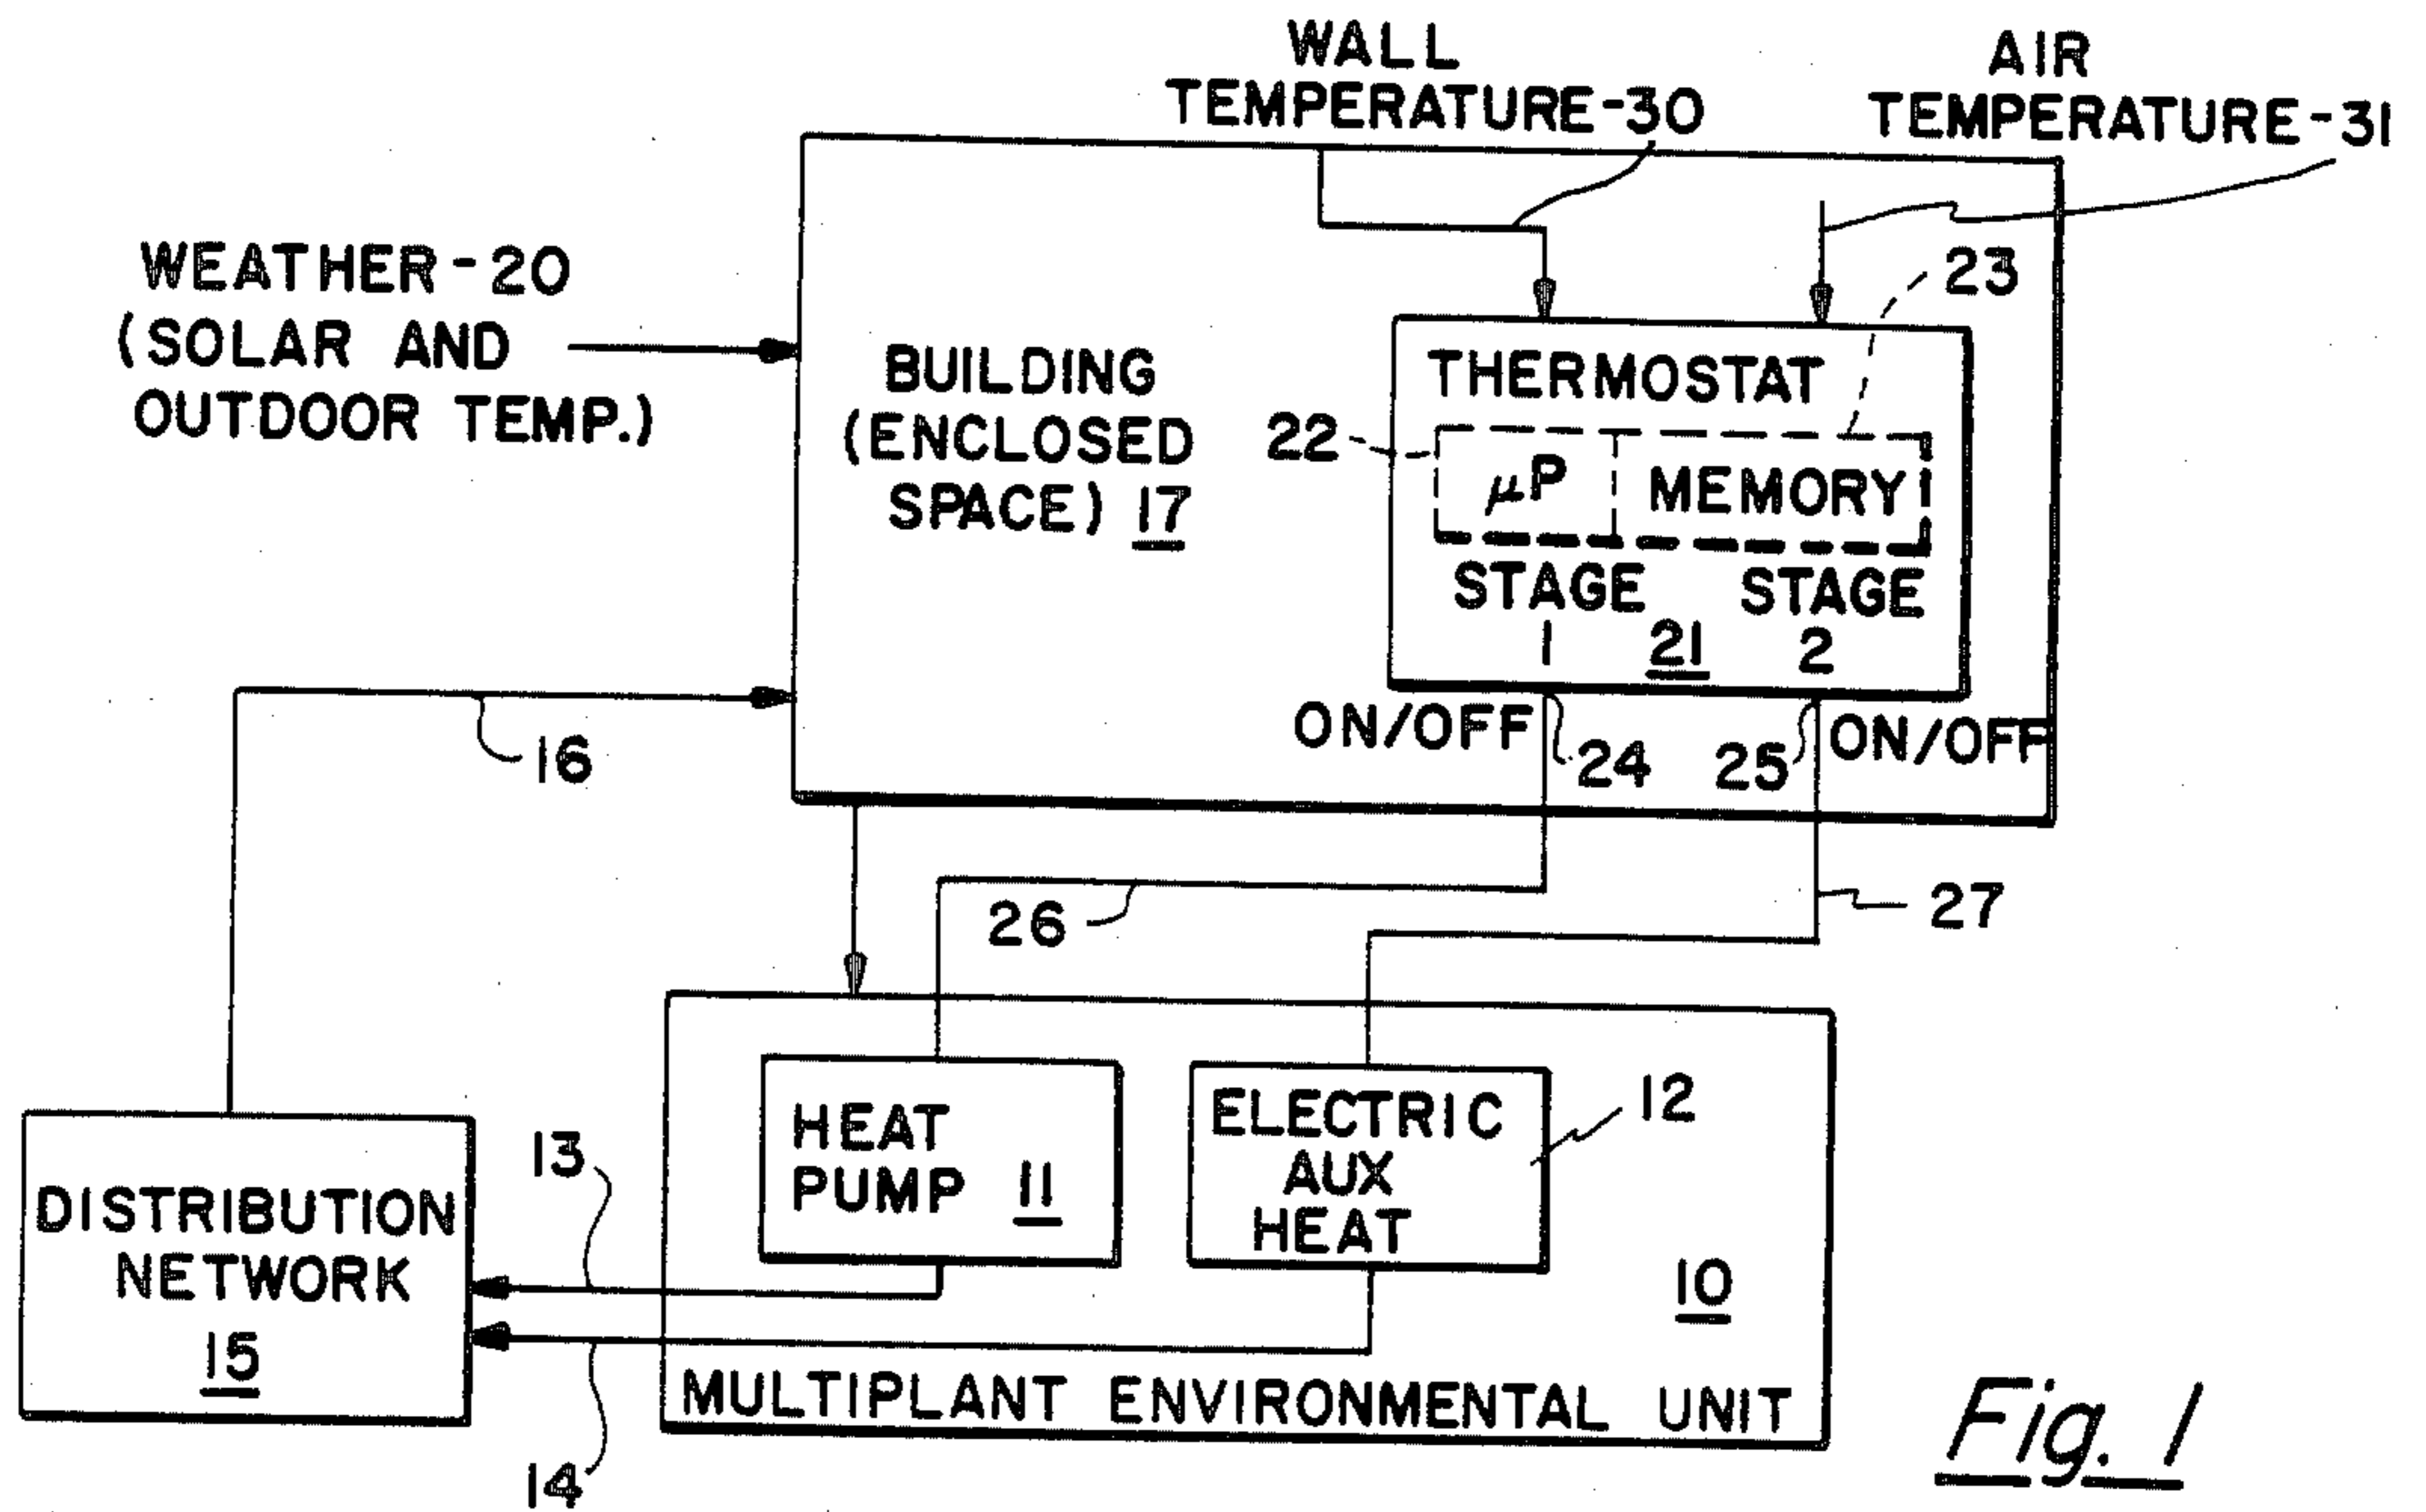 WALL
TEMPERATURE-30
AIR
TEMPERATURE-31
WEATHER-20
(SOLAR AND
OUTDOOR TEMP.)
BUILDING
(ENCLOSED
SPACE) 17
23
THERMOSTAT
22
μP
MEMORY
STAGE
1
21
STAGE
2
ON/OFF
24
25
ON/OFF
16
26
27
HEAT
PUMP 11
ELECTRIC
AUX
HEAT
12
13
DISTRIBUTION
NETWORK
15
10
14
MULTIPLANT ENVIRONMENTAL UNIT
Fig. 1